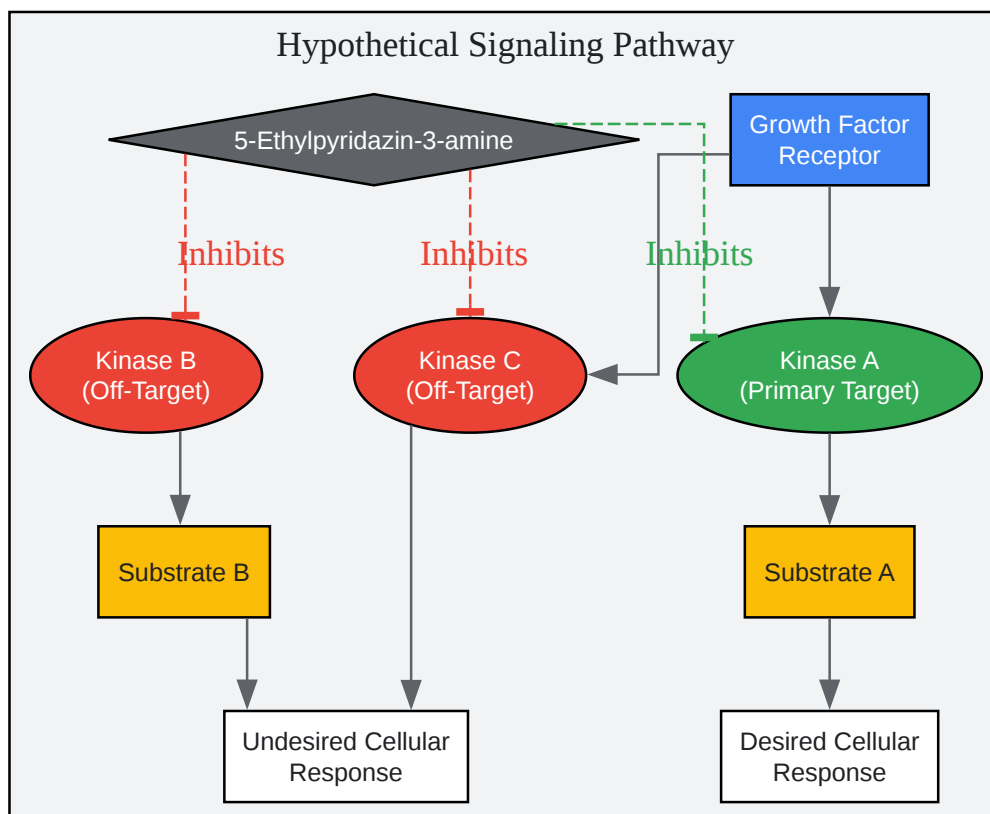 Hypothetical Signaling Pathway
5-Ethylpyridazin-3-amine
Growth Factor
Receptor
Inhibits
Inhibits
Inhibits
Kinase B
(Off-Target)
Kinase C
(Off-Target)
Kinase A
(Primary Target)
Substrate B
Substrate A
Undesired Cellular
Response
Desired Cellular
Response